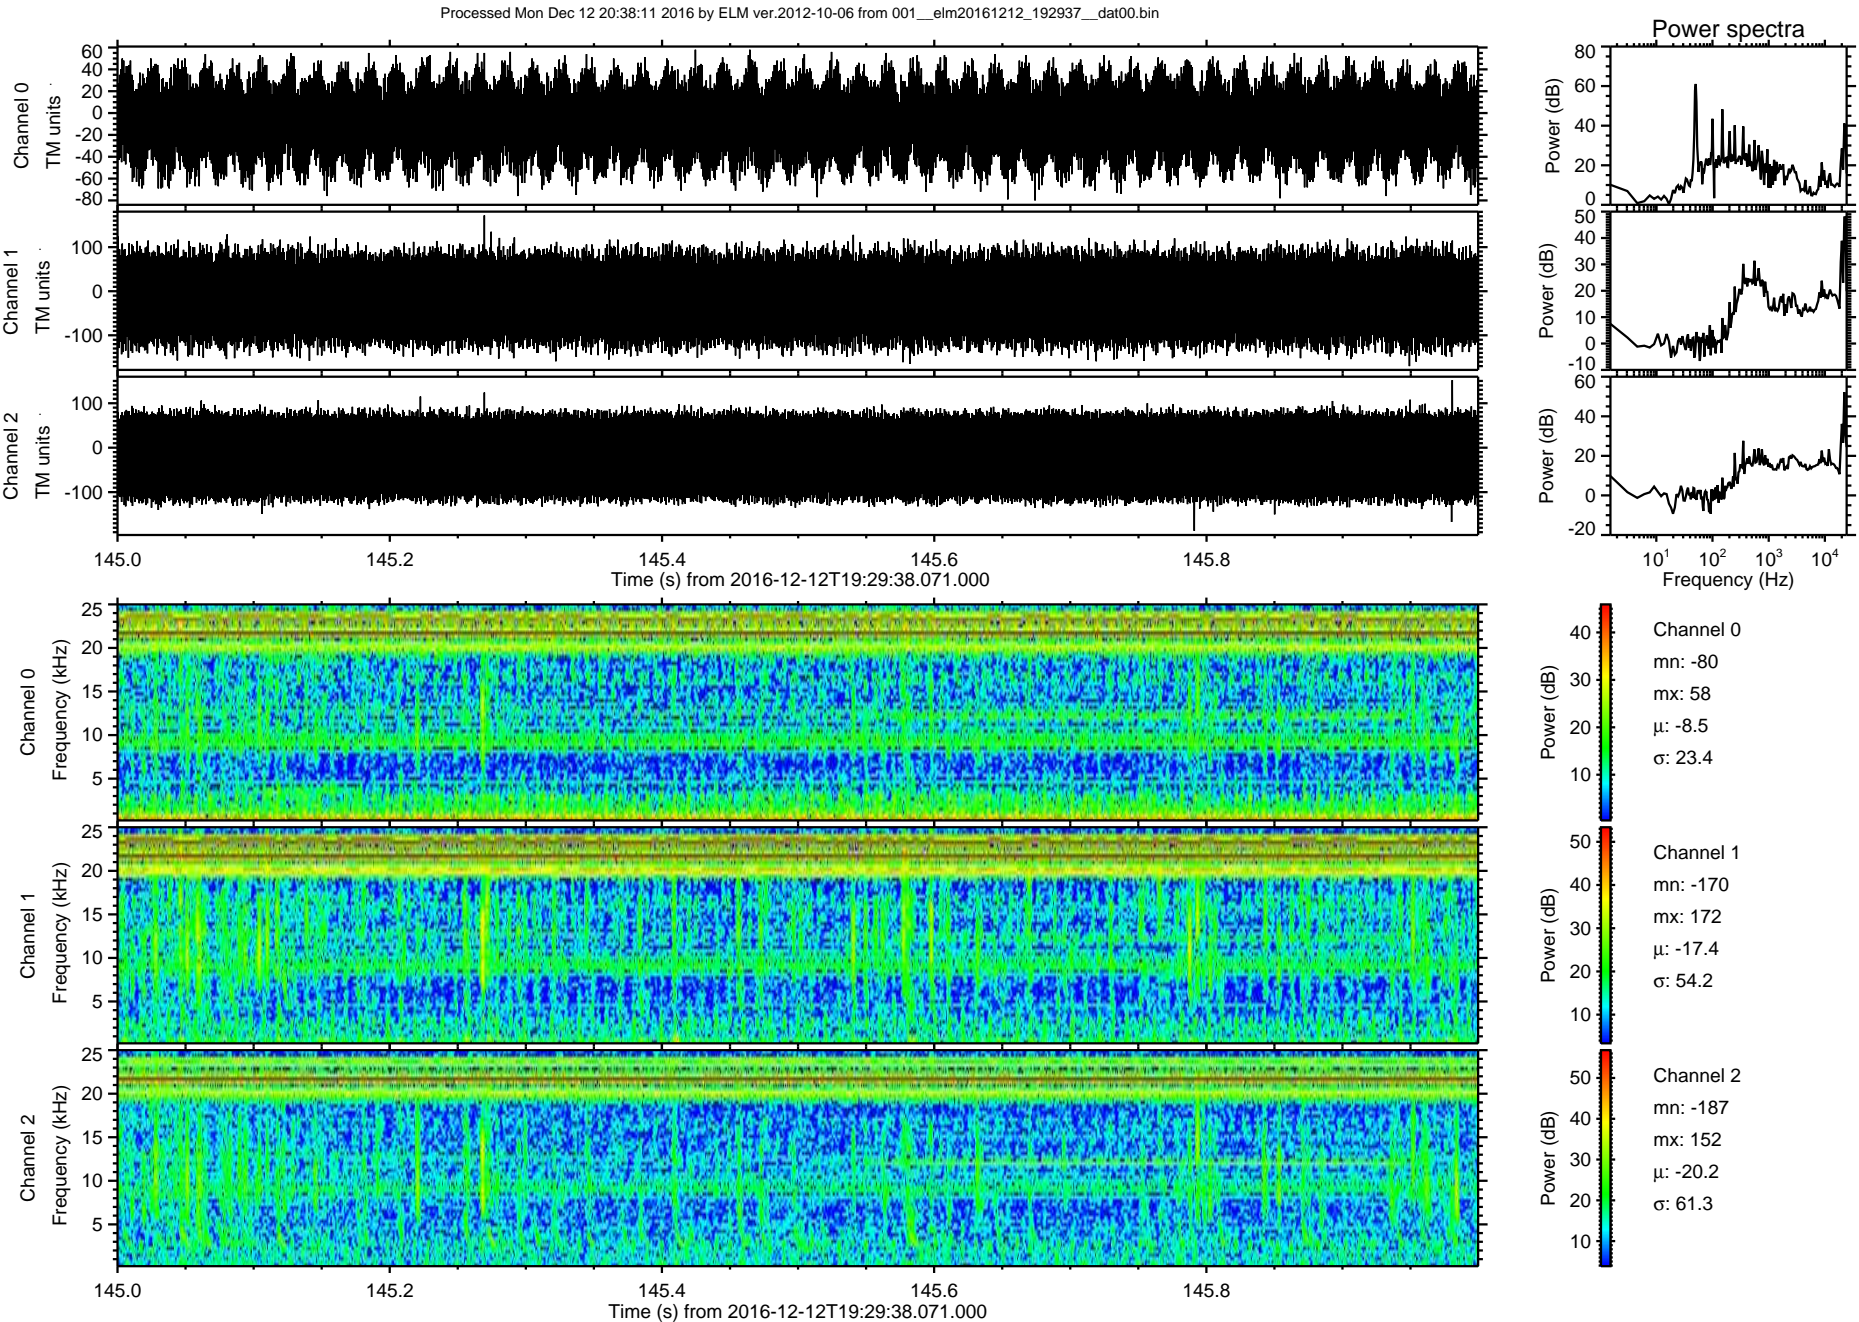 Processed Mon Dec 12 20:38:11 2016 by ELM ver.2012-10-06 from 001__elm20161212_192937__dat00.bin
Power spectra
Channel 0
TM units
60
40
20
0
-20
-40
-60
-80
Power (dB)
80
60
40
20
0
Channel 1
TM units
100
0
-100
Power (dB)
50
40
30
20
10
0
-10
Channel 2
TM units
100
0
-100
Power (dB)
60
40
20
0
-20
145.0 145.2 145.4 145.6 145.8
Time (s) from 2016-12-12T19:29:38.071.000
10¹ 10² 10³ 10⁴
Frequency (Hz)
Channel 0
Frequency (kHz)
25
20
15
10
5
Power (dB)
40
30
20
10
Channel 0
mn: -80
mx: 58
μ: -8.5
σ: 23.4
Channel 1
Frequency (kHz)
25
20
15
10
5
Power (dB)
50
40
30
20
10
Channel 1
mn: -170
mx: 172
μ: -17.4
σ: 54.2
Channel 2
Frequency (kHz)
25
20
15
10
5
Power (dB)
50
40
30
20
10
Channel 2
mn: -187
mx: 152
μ: -20.2
σ: 61.3
145.0 145.2 145.4 145.6 145.8
Time (s) from 2016-12-12T19:29:38.071.000